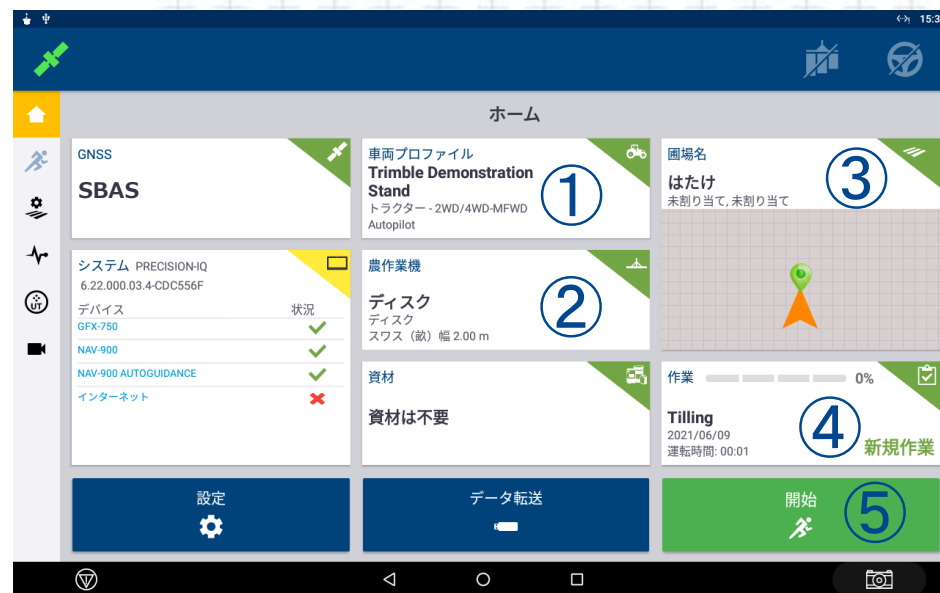 15:3
ホーム
GNSS
SBAS
車両プロファイル
Trimble Demonstration
Stand
トラクター - 2WD/4WD-MFWD
Autopilot
①
圃場名
はたけ
未割り当て, 未割り当て
③
システム PRECISION-IQ
6.22.000.03.4-CDC556F
デバイス 状況
GFX-750
NAV-900
NAV-900 AUTOGUIDANCE
インターネット
農作業機
ディスク
ディスク
スワス（畝）幅 2.00 m
②
資材
資材は不要
作業 0%
Tilling
2021/06/09
運転時間: 00:01
④
新規作業
設定
データ転送
開始
⑤
UT